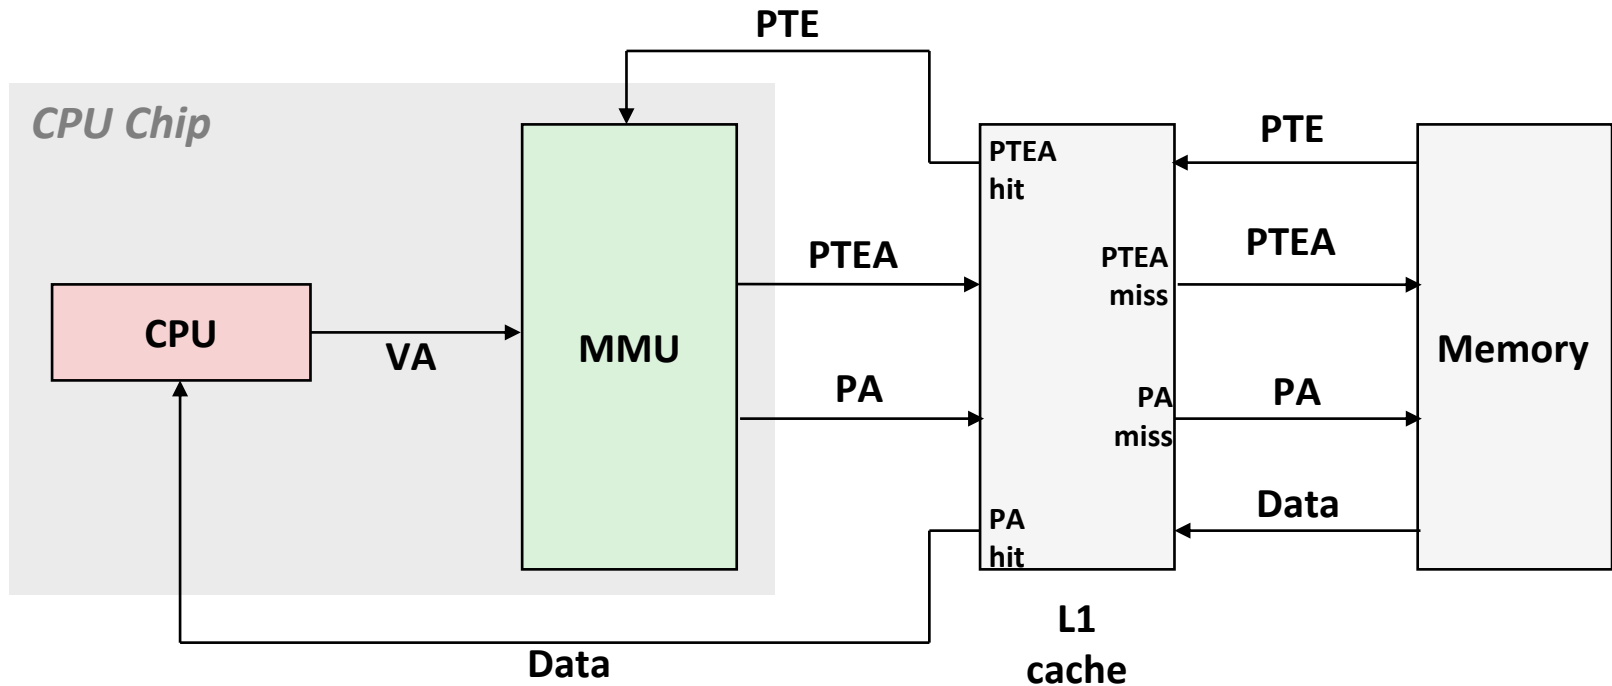 PTE
CPU Chip
PTEA
hit
PTE
PTEA
PTEA
miss
PTEA
CPU
VA
MMU
Memory
PA
PA
miss
PA
PA
hit
Data
L1
cache
Data